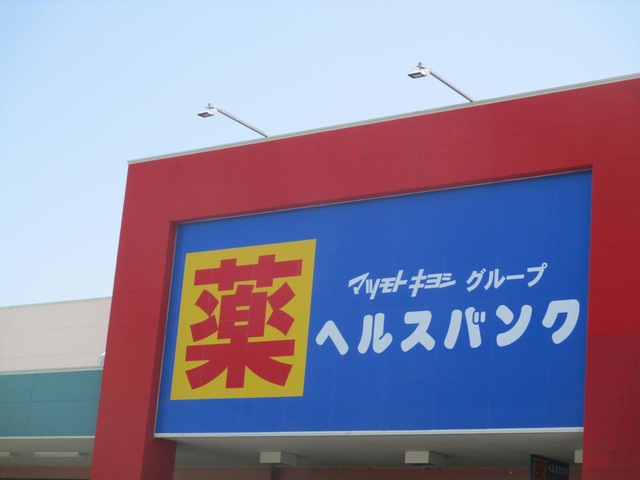 薬
マツモトキヨシ グループ
ヘルスバンク